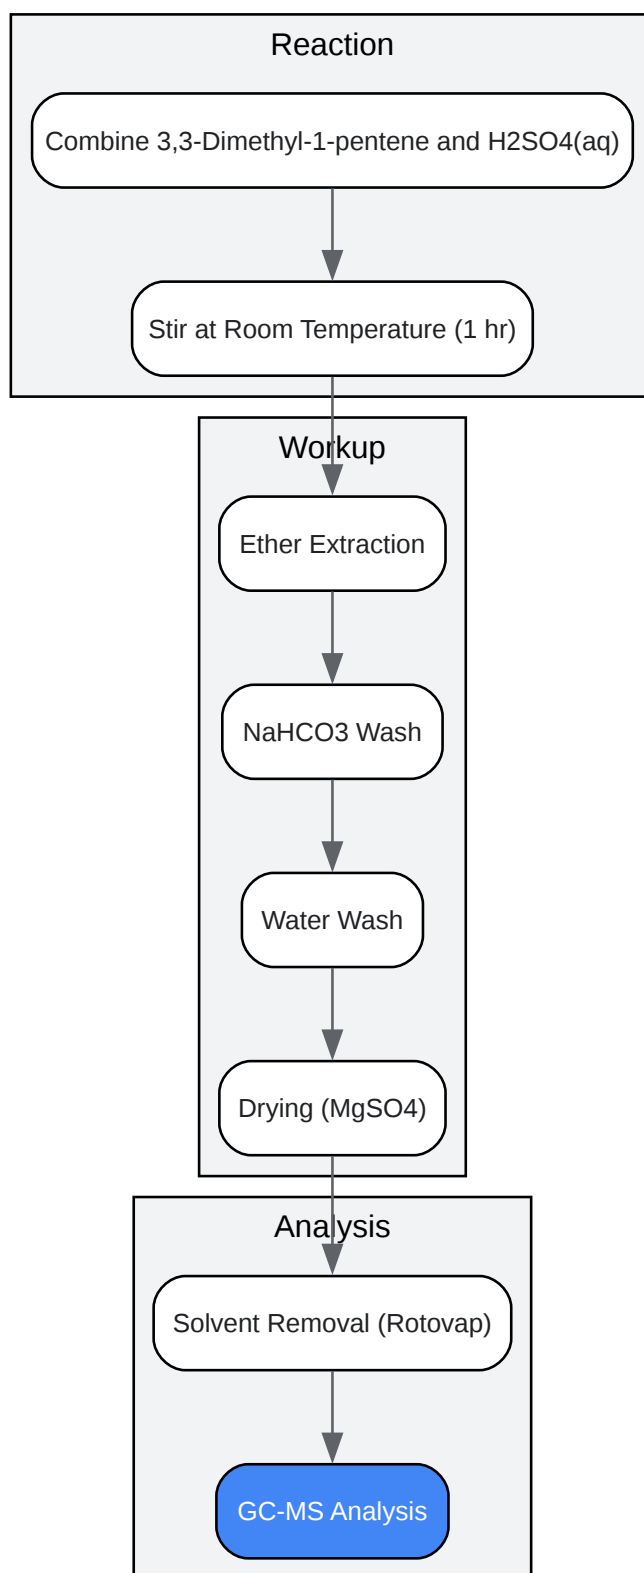 Reaction
Combine 3,3-Dimethyl-1-pentene and H2SO4(aq)
Stir at Room Temperature (1 hr)
Workup
Ether Extraction
NaHCO3 Wash
Water Wash
Drying (MgSO4)
Analysis
Solvent Removal (Rotovap)
GC-MS Analysis